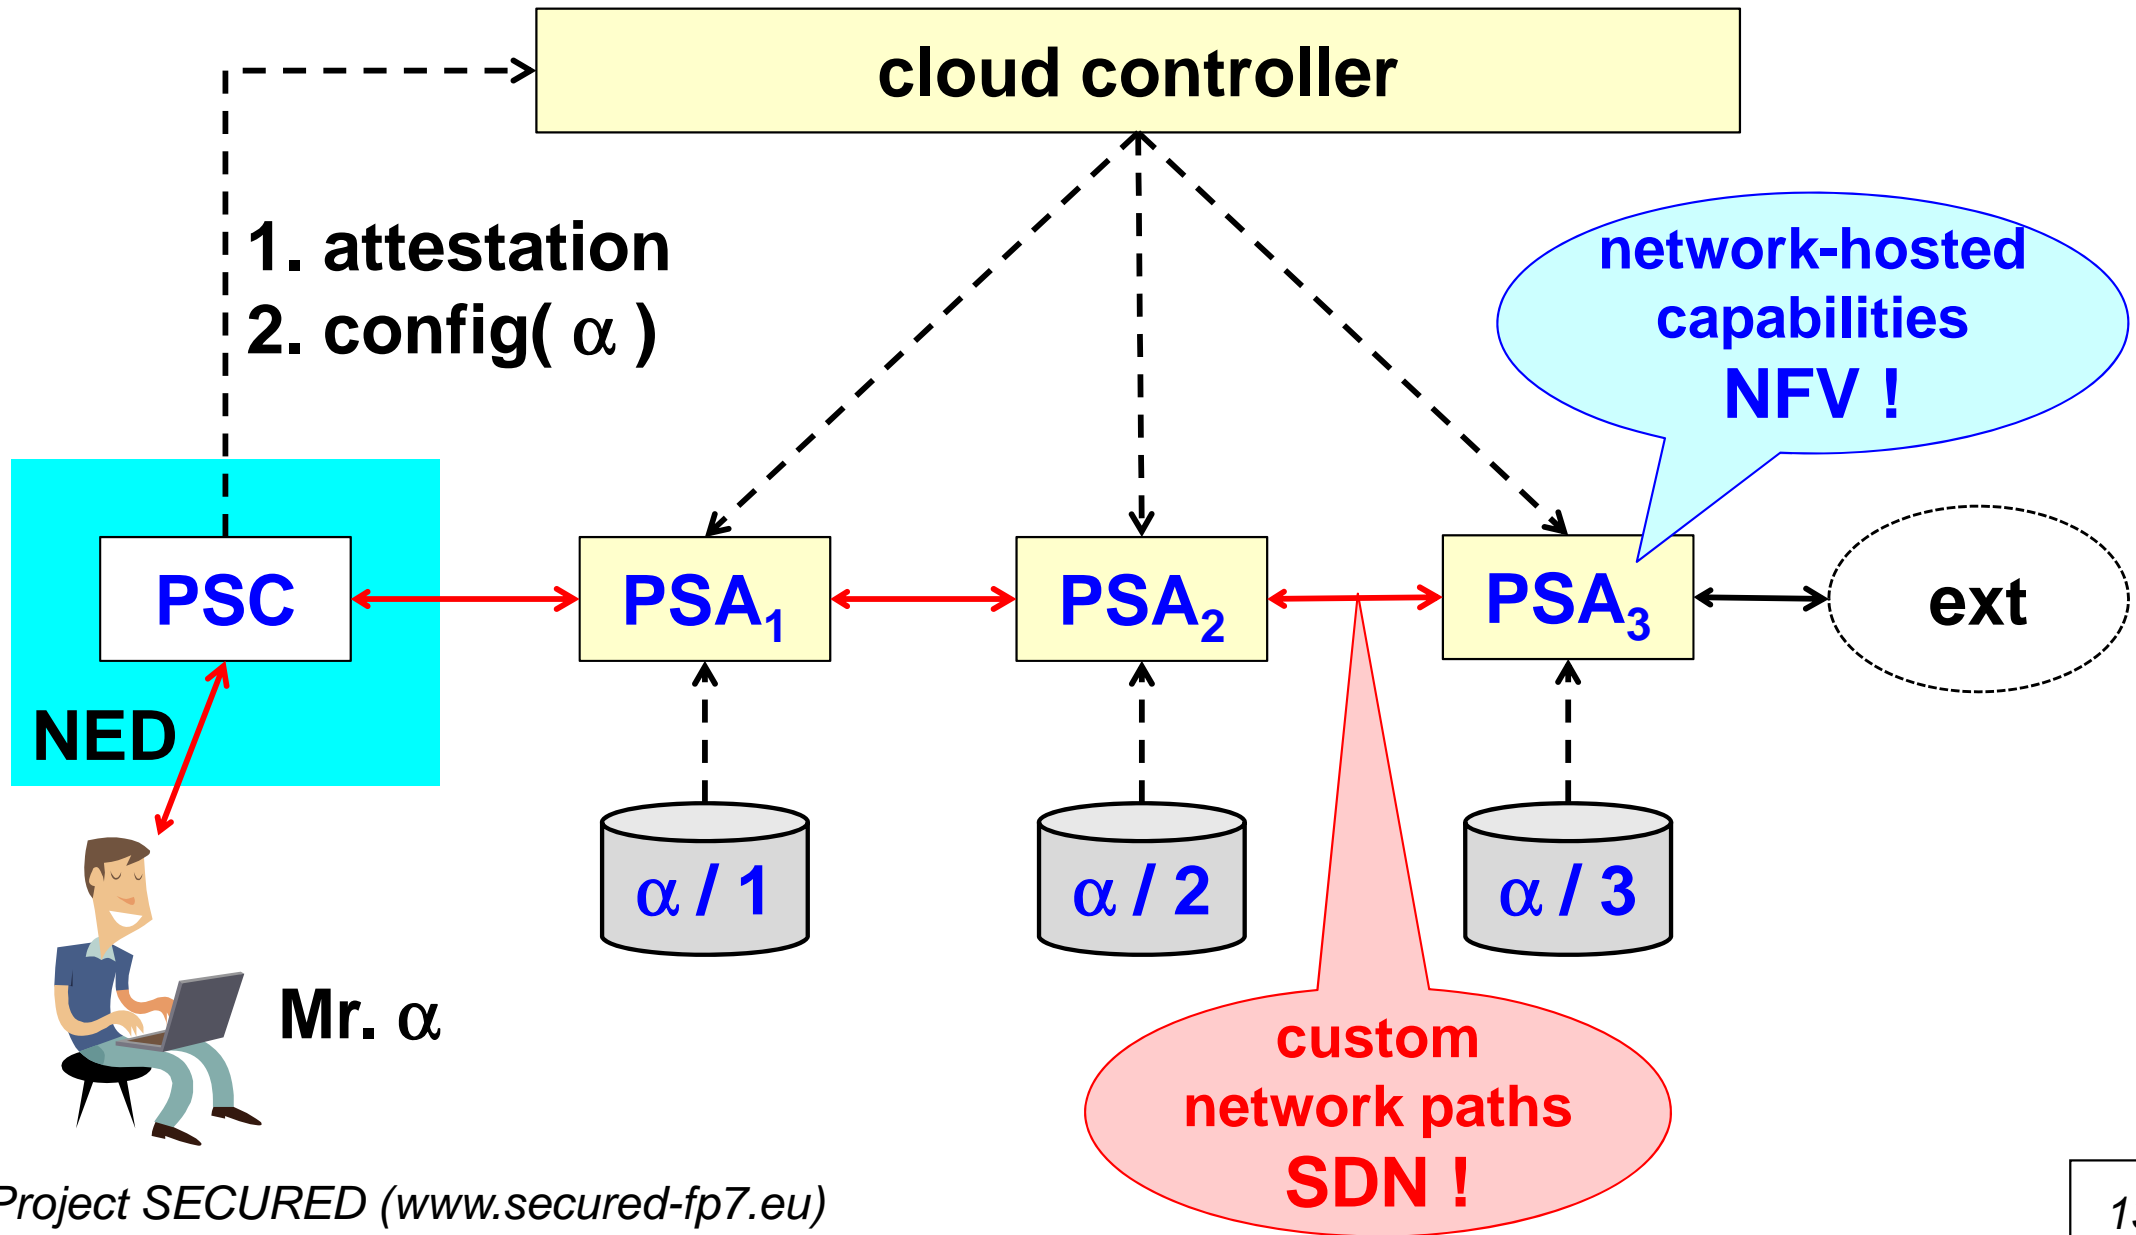 cloud controller
1. attestation
2. config( α )
network-hosted
capabilities
NFV !
PSC
PSA1
PSA2
PSA3
ext
NED
α / 1
α / 2
α / 3
Mr. α
custom
network paths
SDN !
Project SECURED (www.secured-fp7.eu)